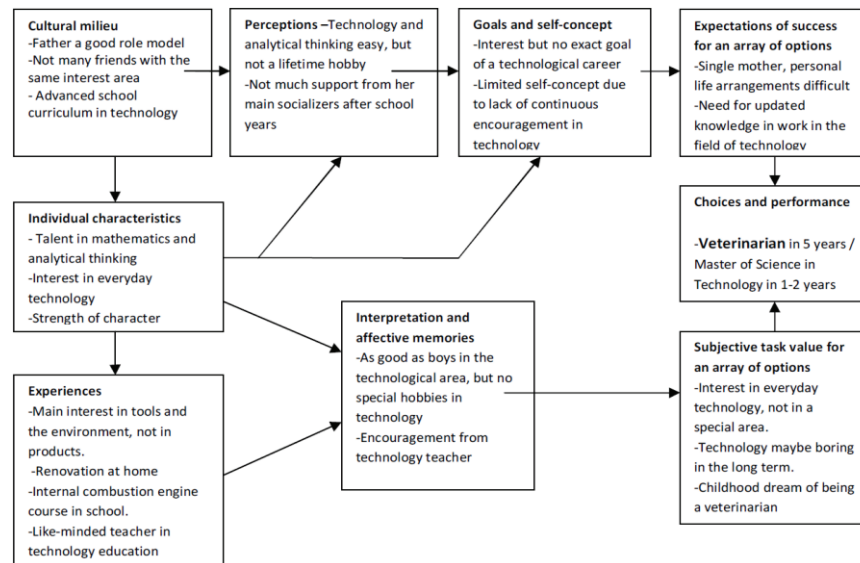 Cultural milieu
-Father a good role model
-Not many friends with the
same interest area
- Advanced school
curriculum in technology
Perceptions –Technology and
analytical thinking easy, but
not a lifetime hobby
-Not much support from her
main socializers after school
years
Goals and self-concept
-Interest but no exact goal
of a technological career
-Limited self-concept due
to lack of continuous
encouragement in
technology
Expectations of success
for an array of options
-Single mother, personal
life arrangements difficult
-Need for updated
knowledge in work in the
field of technology
Individual characteristics
- Talent in mathematics and
analytical thinking
-Interest in everyday
technology
-Strength of character
Choices and performance
-Veterinarian in 5 years /
Master of Science in
Technology in 1-2 years
Interpretation and
affective memories
-As good as boys in the
technological area, but no
special hobbies in
technology
-Encouragement from
technology teacher
Subjective task value for
an array of options
-Interest in everyday
technology, not in a
special area.
-Technology maybe boring
in the long term.
-Childhood dream of being
a veterinarian
Experiences
-Main interest in tools and
the environment, not in
products.
-Renovation at home
-Internal combustion engine
course in school.
-Like-minded teacher in
technology education